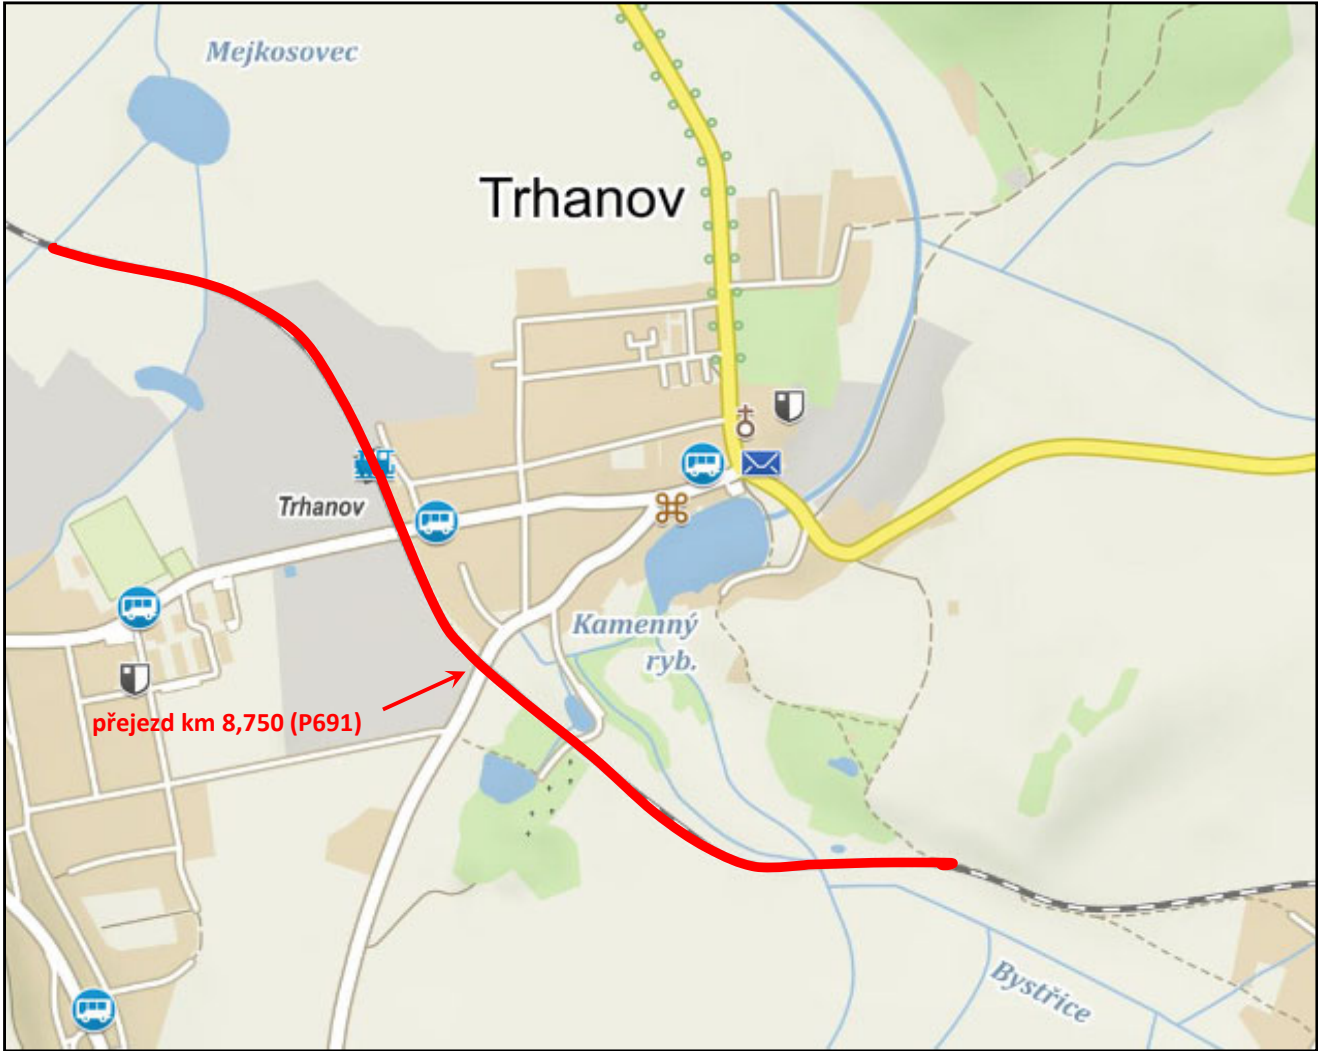 Mejkosovec
Trhanov
Trhanov
Kamenný
ryb.
přejezd km 8,750 (P691)
Bystřice